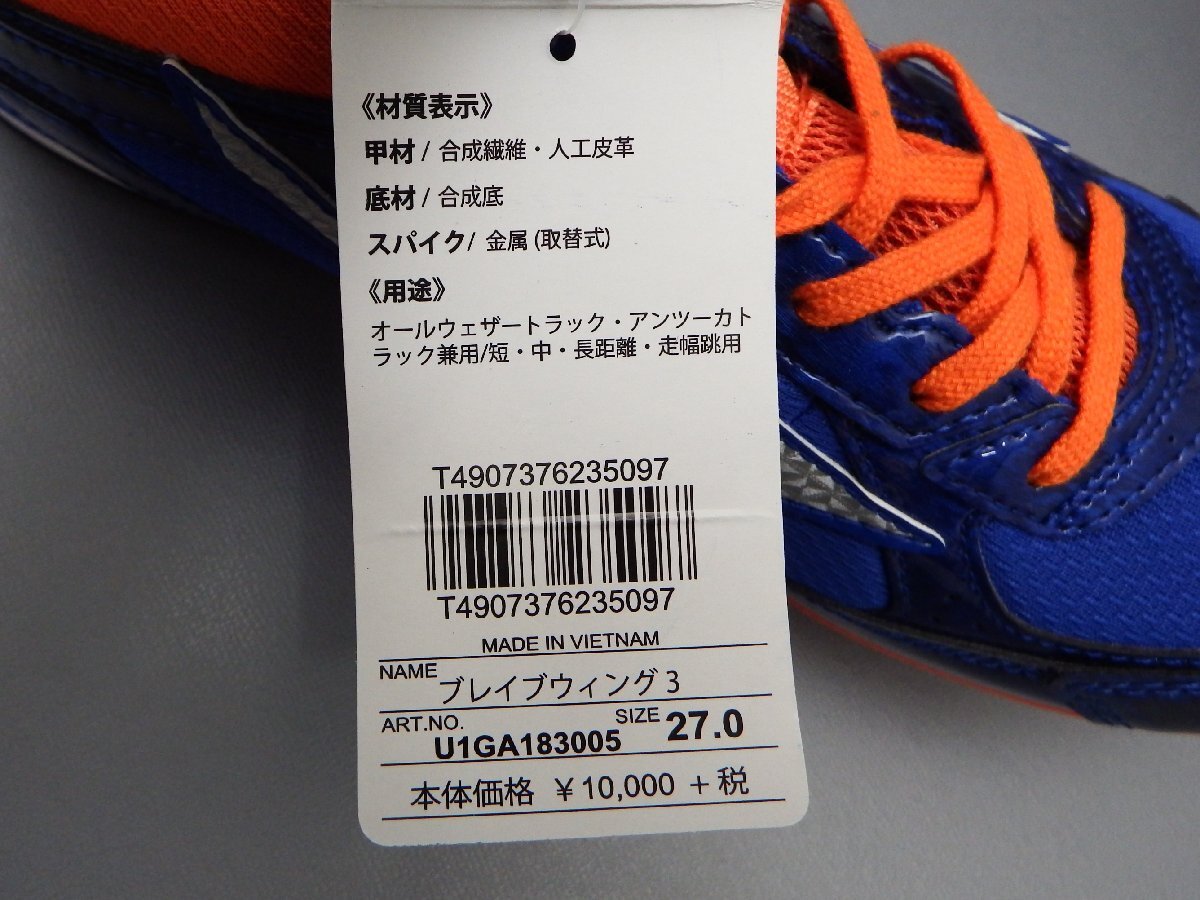 《材質表示》
甲材 / 合成繊維・人工皮革
底材 / 合成底
スパイク/ 金属 (取替式)
《用途》
オールウェザートラック・アンツーカト
ラック兼用/短・中・長距離・走幅跳用
T4907376235097
T4907376235097
MADE IN VIETNAM
NAME ブレイブウィング 3
ART.NO. U1GA183005 SIZE 27.0
本体価格 ￥10,000 + 税